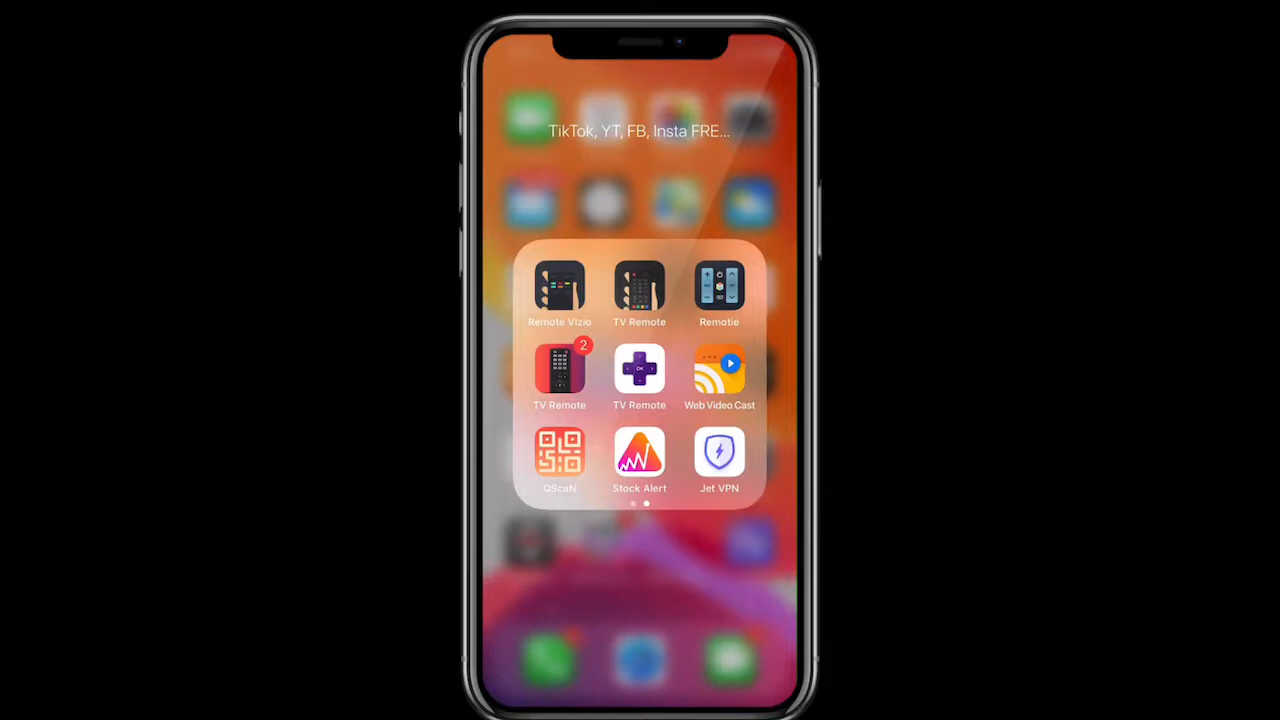 TikTok, YT, FB, Insta FRE...
Remote Vizio TV Remote Remotie
2
OK
TV Remote TV Remote Web Video Cast
QScaN Stock Alert Jet VPN